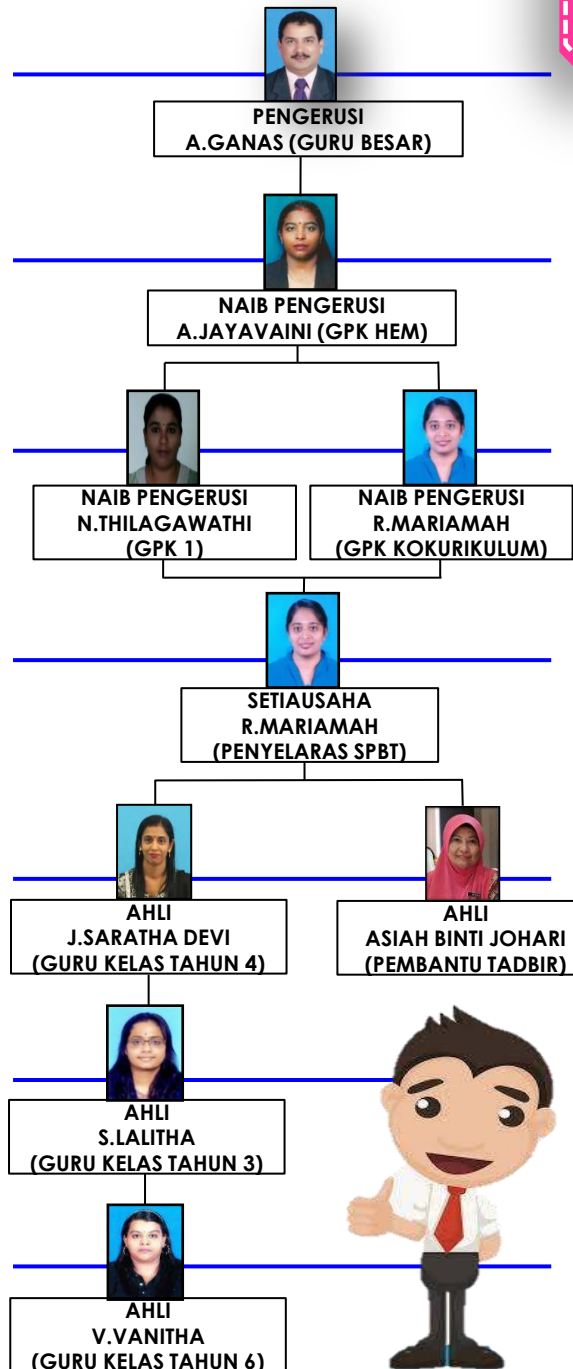 PENGERUSI
A.GANAS (GURU BESAR)
NAIB PENGERUSI
A.JAYAVAINI (GPK HEM)
NAIB PENGERUSI
N.THILAGAWATHI
(GPK 1)
NAIB PENGERUSI
R.MARIAMAH
(GPK KOKURIKULUM)
SETIAUSAHA
R.MARIAMAH
(PENYELARAS SPBT)
AHLI
J.SARATHA DEVI
(GURU KELAS TAHUN 4)
AHLI
ASIAH BINTI JOHARI
(PEMBANTU TADBIR)
AHLI
S.LALITHA
(GURU KELAS TAHUN 3)
AHLI
V.VANITHA
(GURU KELAS TAHUN 6)